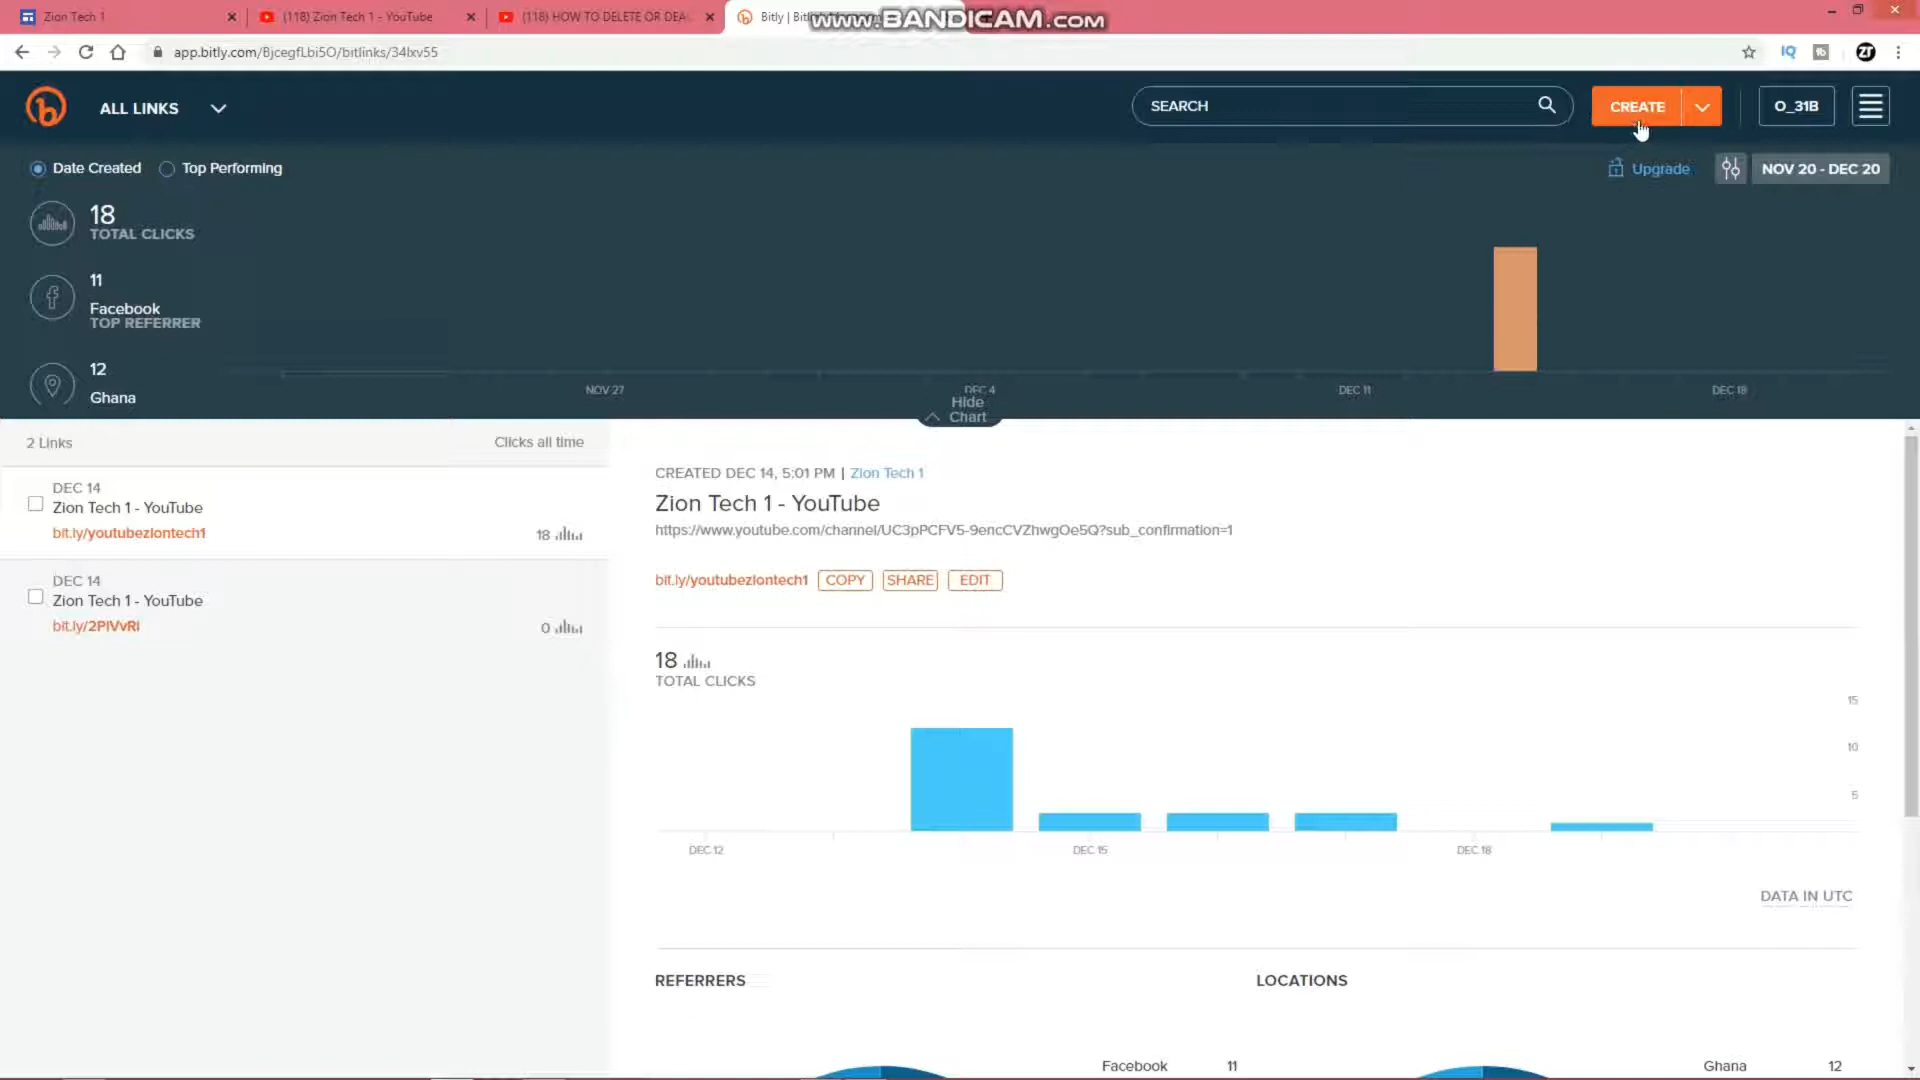 Zion Tech 1
(118) Zion Tech 1 - YouTube
(118) HOW TO DELETE OR DEA
Bitly |
www.BANDICAM.com
app.bitly.com/BjcegfLbi5O/bitlinks/34lxv55
IQ
ZT
ALL LINKS
SEARCH
CREATE
O_31B
Date Created
Top Performing
Upgrade
NOV 20 - DEC 20
18
TOTAL CLICKS
11
Facebook
TOP REFERRER
12
Ghana
NOV 27
DEC 4
DEC 11
DEC 18
Hide
Chart
2 Links
Clicks all time
DEC 14
Zion Tech 1 - YouTube
bit.ly/youtubeziontech1
18
DEC 14
Zion Tech 1 - YouTube
bit.ly/2PlVvRl
0
CREATED DEC 14, 5:01 PM | Zion Tech 1
Zion Tech 1 - YouTube
https://www.youtube.com/channel/UC3pPCFV5-9encCVZhwgOe5Q?sub_confirmation=1
bit.ly/youtubeziontech1 COPY SHARE EDIT
18
TOTAL CLICKS
15
10
5
DEC 12
DEC 15
DEC 18
DATA IN UTC
REFERRERS
LOCATIONS
Facebook 11
Ghana 12